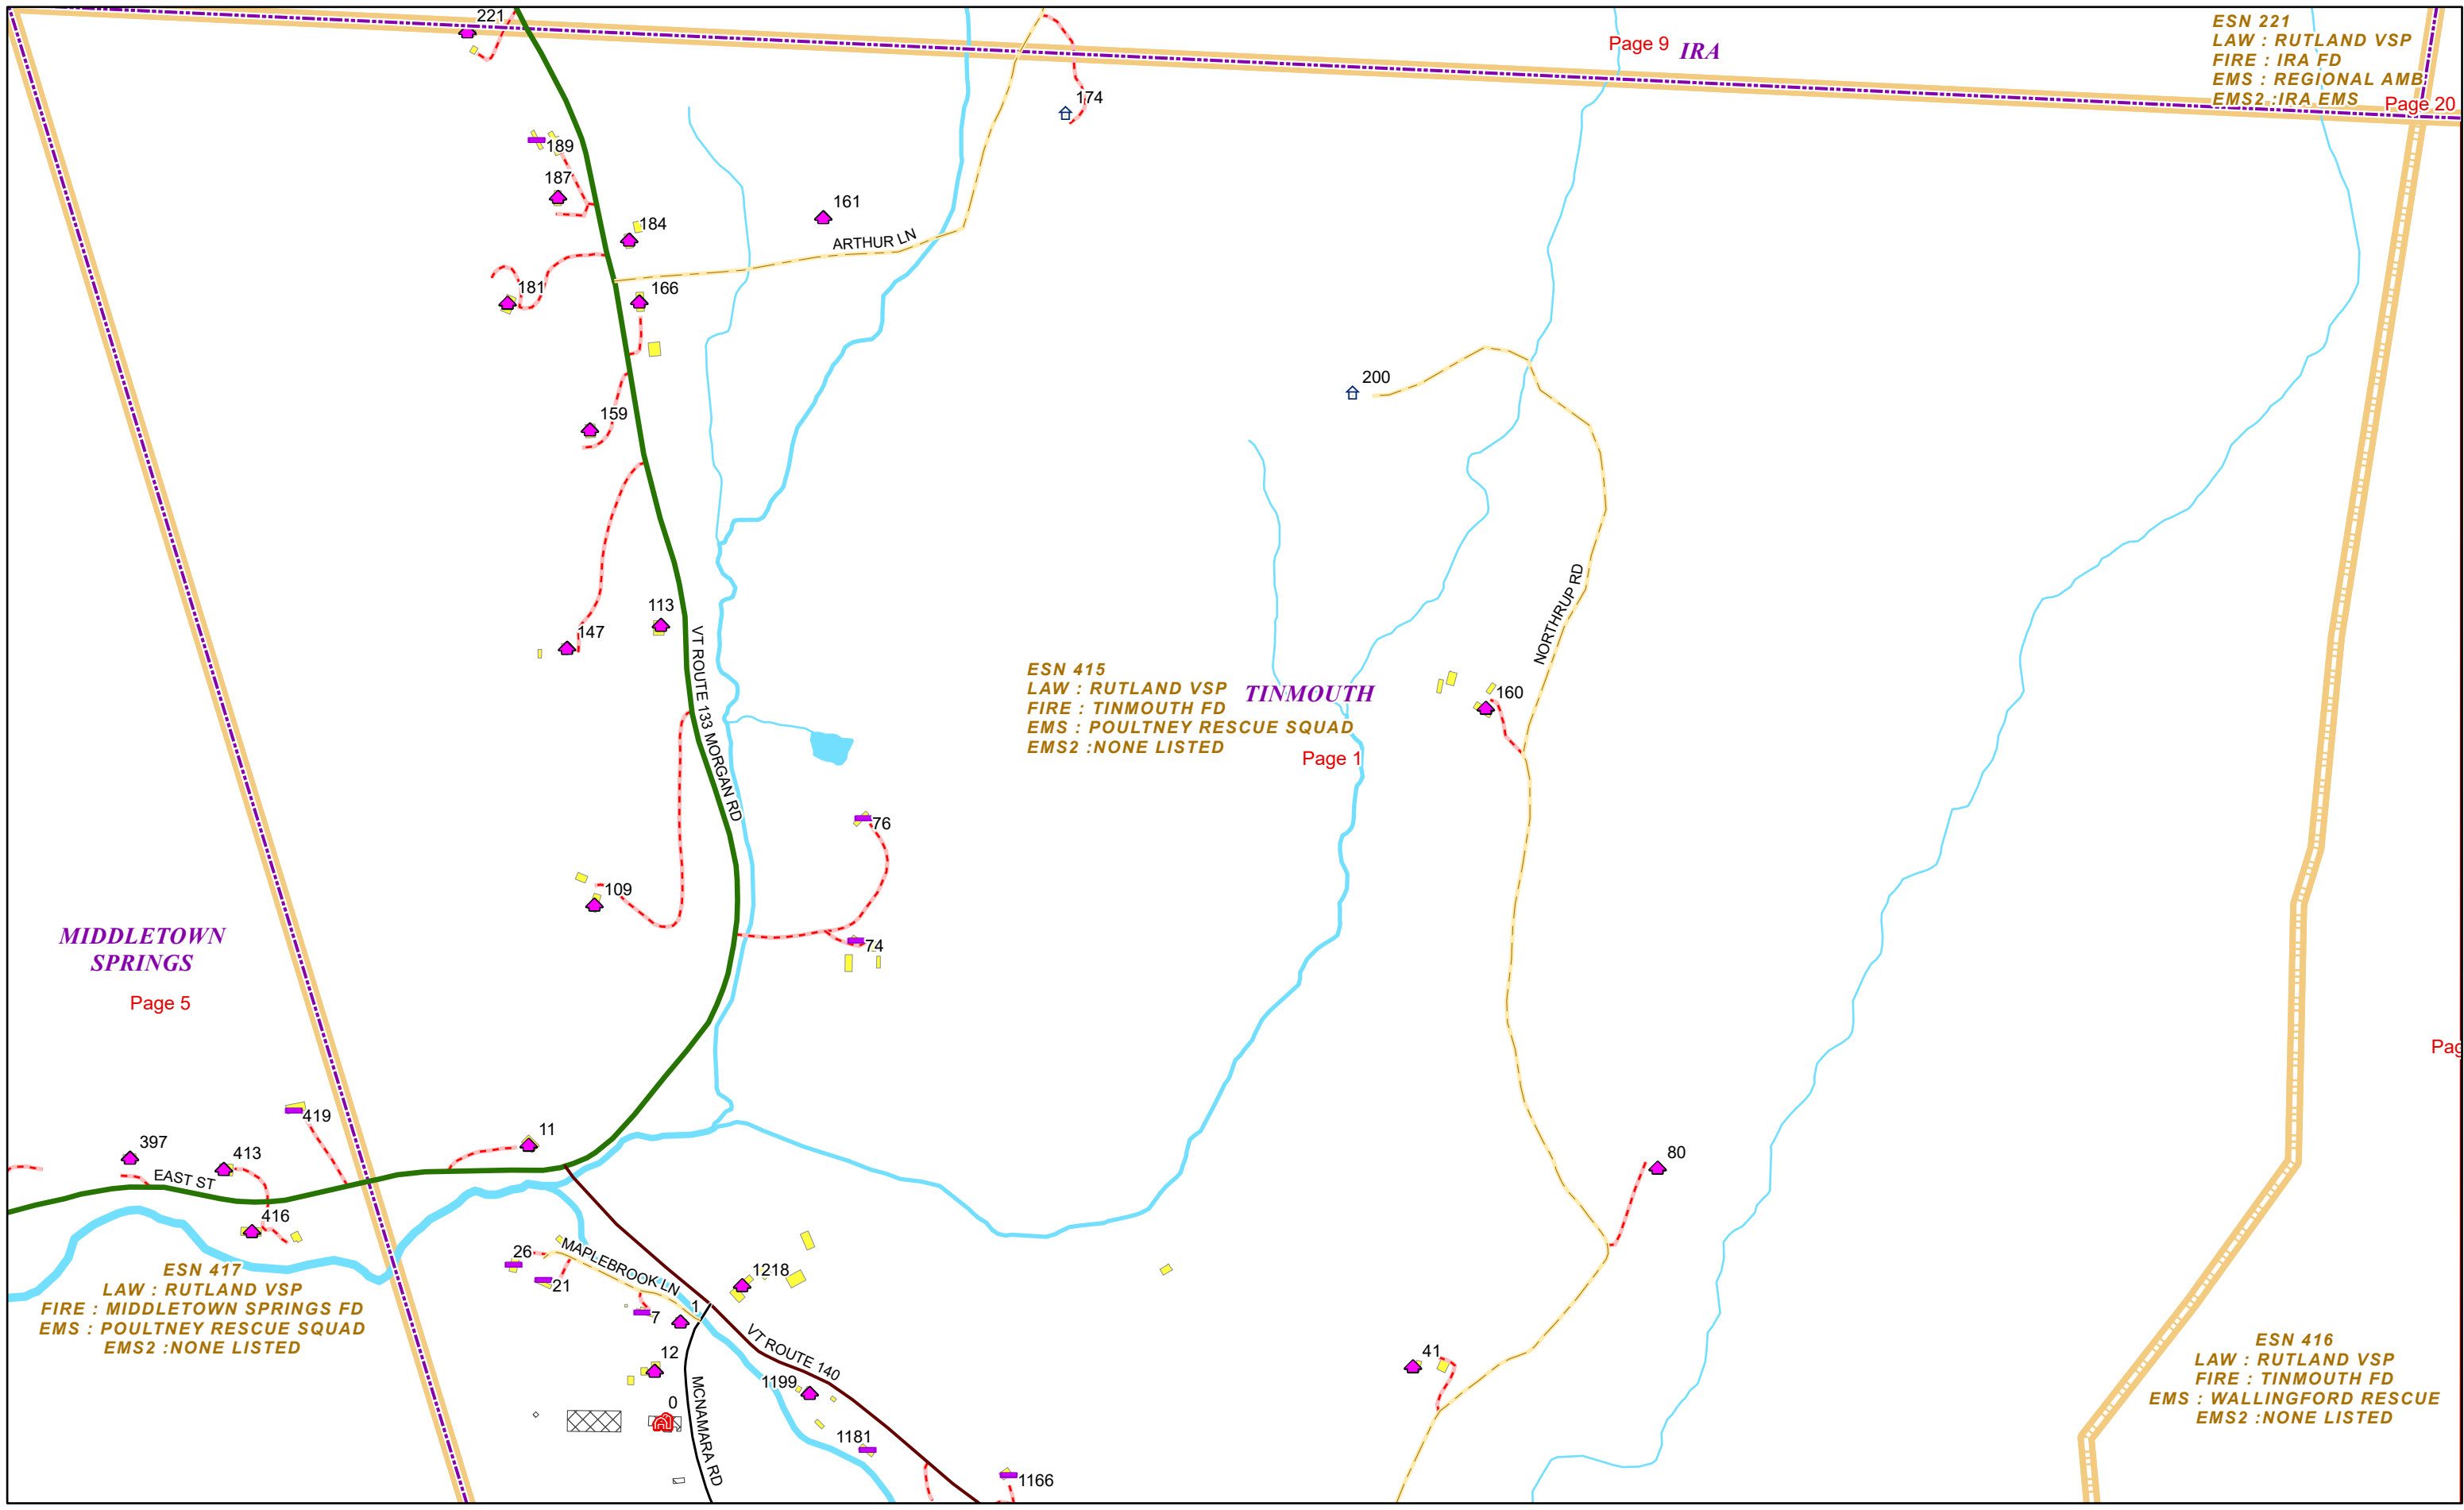 221
Page 9 IRA
ESN 221
LAW : RUTLAND VSP
FIRE : IRA FD
EMS : REGIONAL AMB
EMS2 :IRA EMS
Page 20
174
189
187
184
161
ARTHUR LN
181
166
200
159
NORTHRUP RD
113
147
VT ROUTE 133 MORGAN RD
ESN 415
LAW : RUTLAND VSP
FIRE : TINMOUTH FD
EMS : POULTNEY RESCUE SQUAD
EMS2 :NONE LISTED
TINMOUTH
Page 1
160
76
109
74
MIDDLETOWN
SPRINGS
Page 5
Pag
419
11
397
413
EAST ST
416
80
ESN 417
LAW : RUTLAND VSP
FIRE : MIDDLETOWN SPRINGS FD
EMS : POULTNEY RESCUE SQUAD
EMS2 :NONE LISTED
26
MAPLEBROOK LN
21
1218
7
1
VT ROUTE 140
12
1199
0
MCNAMARA RD
1181
1166
41
ESN 416
LAW : RUTLAND VSP
FIRE : TINMOUTH FD
EMS : WALLINGFORD RESCUE
EMS2 :NONE LISTED